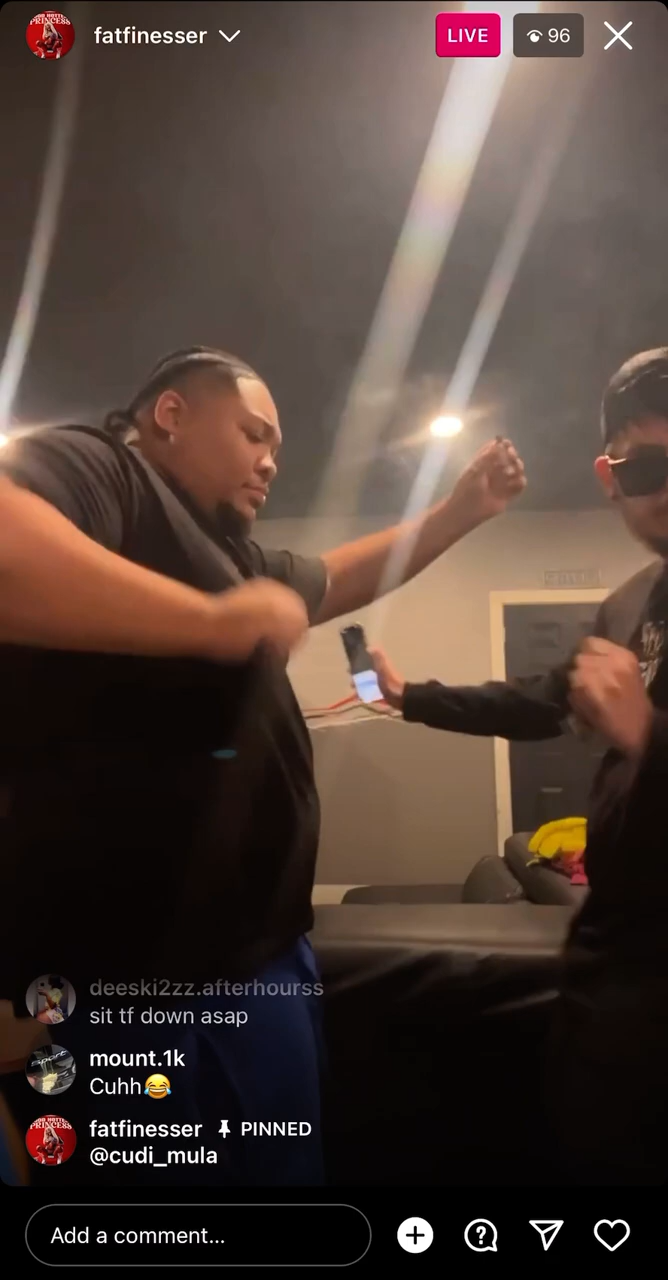 fatfinesser
LIVE
96
deeski2zz.afterhourss
sit tf down asap
mount.1k
Cuhh😂
fatfinesser PINNED
@cudi_mula
Add a comment...